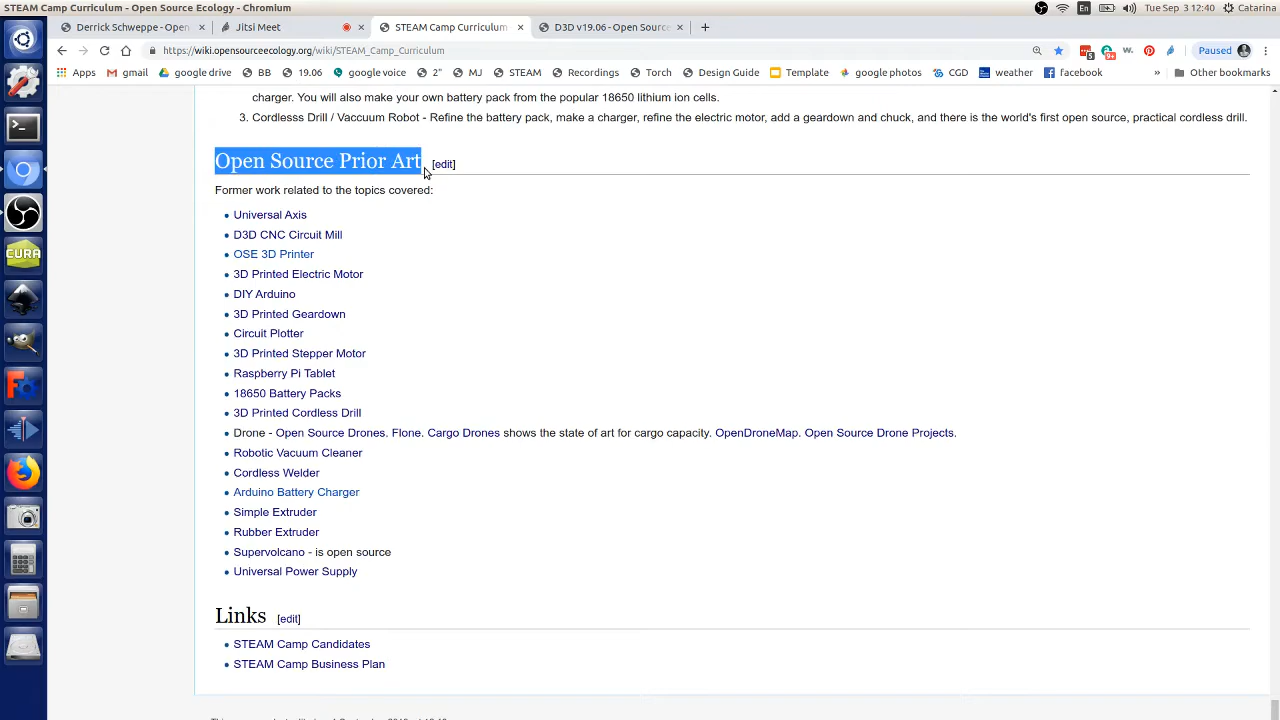 STEAM Camp Curriculum - Open Source Ecology - Chromium
En
Tue Sep 3 12:40
Catarina
Derrick Schweppe - Open
Jitsi Meet
STEAM Camp Curriculum
D3D v19.06 - Open Source
https://wiki.opensourceecology.org/wiki/STEAM_Camp_Curriculum
5
9+
W.
Paused
Apps
gmail
google drive
BB
19.06
google voice
2"
MJ
STEAM
Recordings
Torch
Design Guide
Template
google photos
CGD
weather
facebook
»
Other bookmarks
charger. You will also make your own battery pack from the popular 18650 lithium ion cells.
3. Cordlesss Drill / Vaccuum Robot - Refine the battery pack, make a charger, refine the electric motor, add a geardown and chuck, and there is the world's first open source, practical cordless drill.
Open Source Prior Art [edit]
Former work related to the topics covered:
Universal Axis
D3D CNC Circuit Mill
OSE 3D Printer
3D Printed Electric Motor
DIY Arduino
3D Printed Geardown
Circuit Plotter
3D Printed Stepper Motor
Raspberry Pi Tablet
18650 Battery Packs
3D Printed Cordless Drill
Drone - Open Source Drones. Flone. Cargo Drones shows the state of art for cargo capacity. OpenDroneMap. Open Source Drone Projects.
Robotic Vacuum Cleaner
Cordless Welder
Arduino Battery Charger
Simple Extruder
Rubber Extruder
Supervolcano - is open source
Universal Power Supply
Links [edit]
STEAM Camp Candidates
STEAM Camp Business Plan
CURA